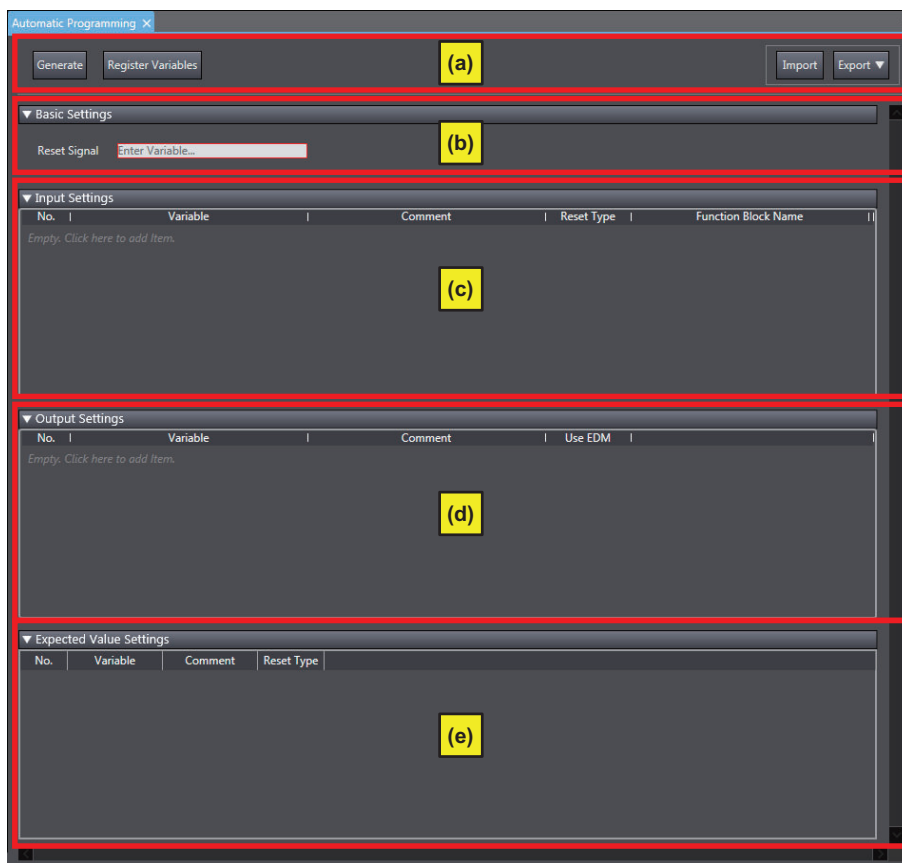 Automatic Programming ×
Generate Register Variables (a) Import Export ▼
▼ Basic Settings
Reset Signal Enter Variable... (b)
▼ Input Settings
No. Variable Comment Reset Type Function Block Name
Empty. Click here to add Item.
(c)
▼ Output Settings
No. Variable Comment Use EDM
Empty. Click here to add Item.
(d)
▼ Expected Value Settings
No. Variable Comment Reset Type
(e)